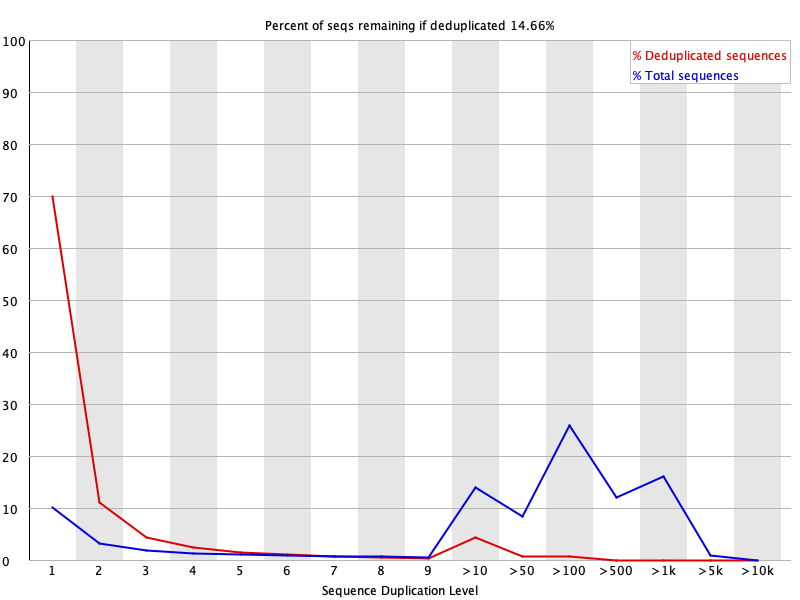 Percent of seqs remaining if deduplicated 14.66%
% Deduplicated sequences
% Total sequences
100
90
80
70
60
50
40
30
20
10
0
1 2 3 4 5 6 7 8 9 >10 >50 >100 >500 >1k >5k >10k
Sequence Duplication Level